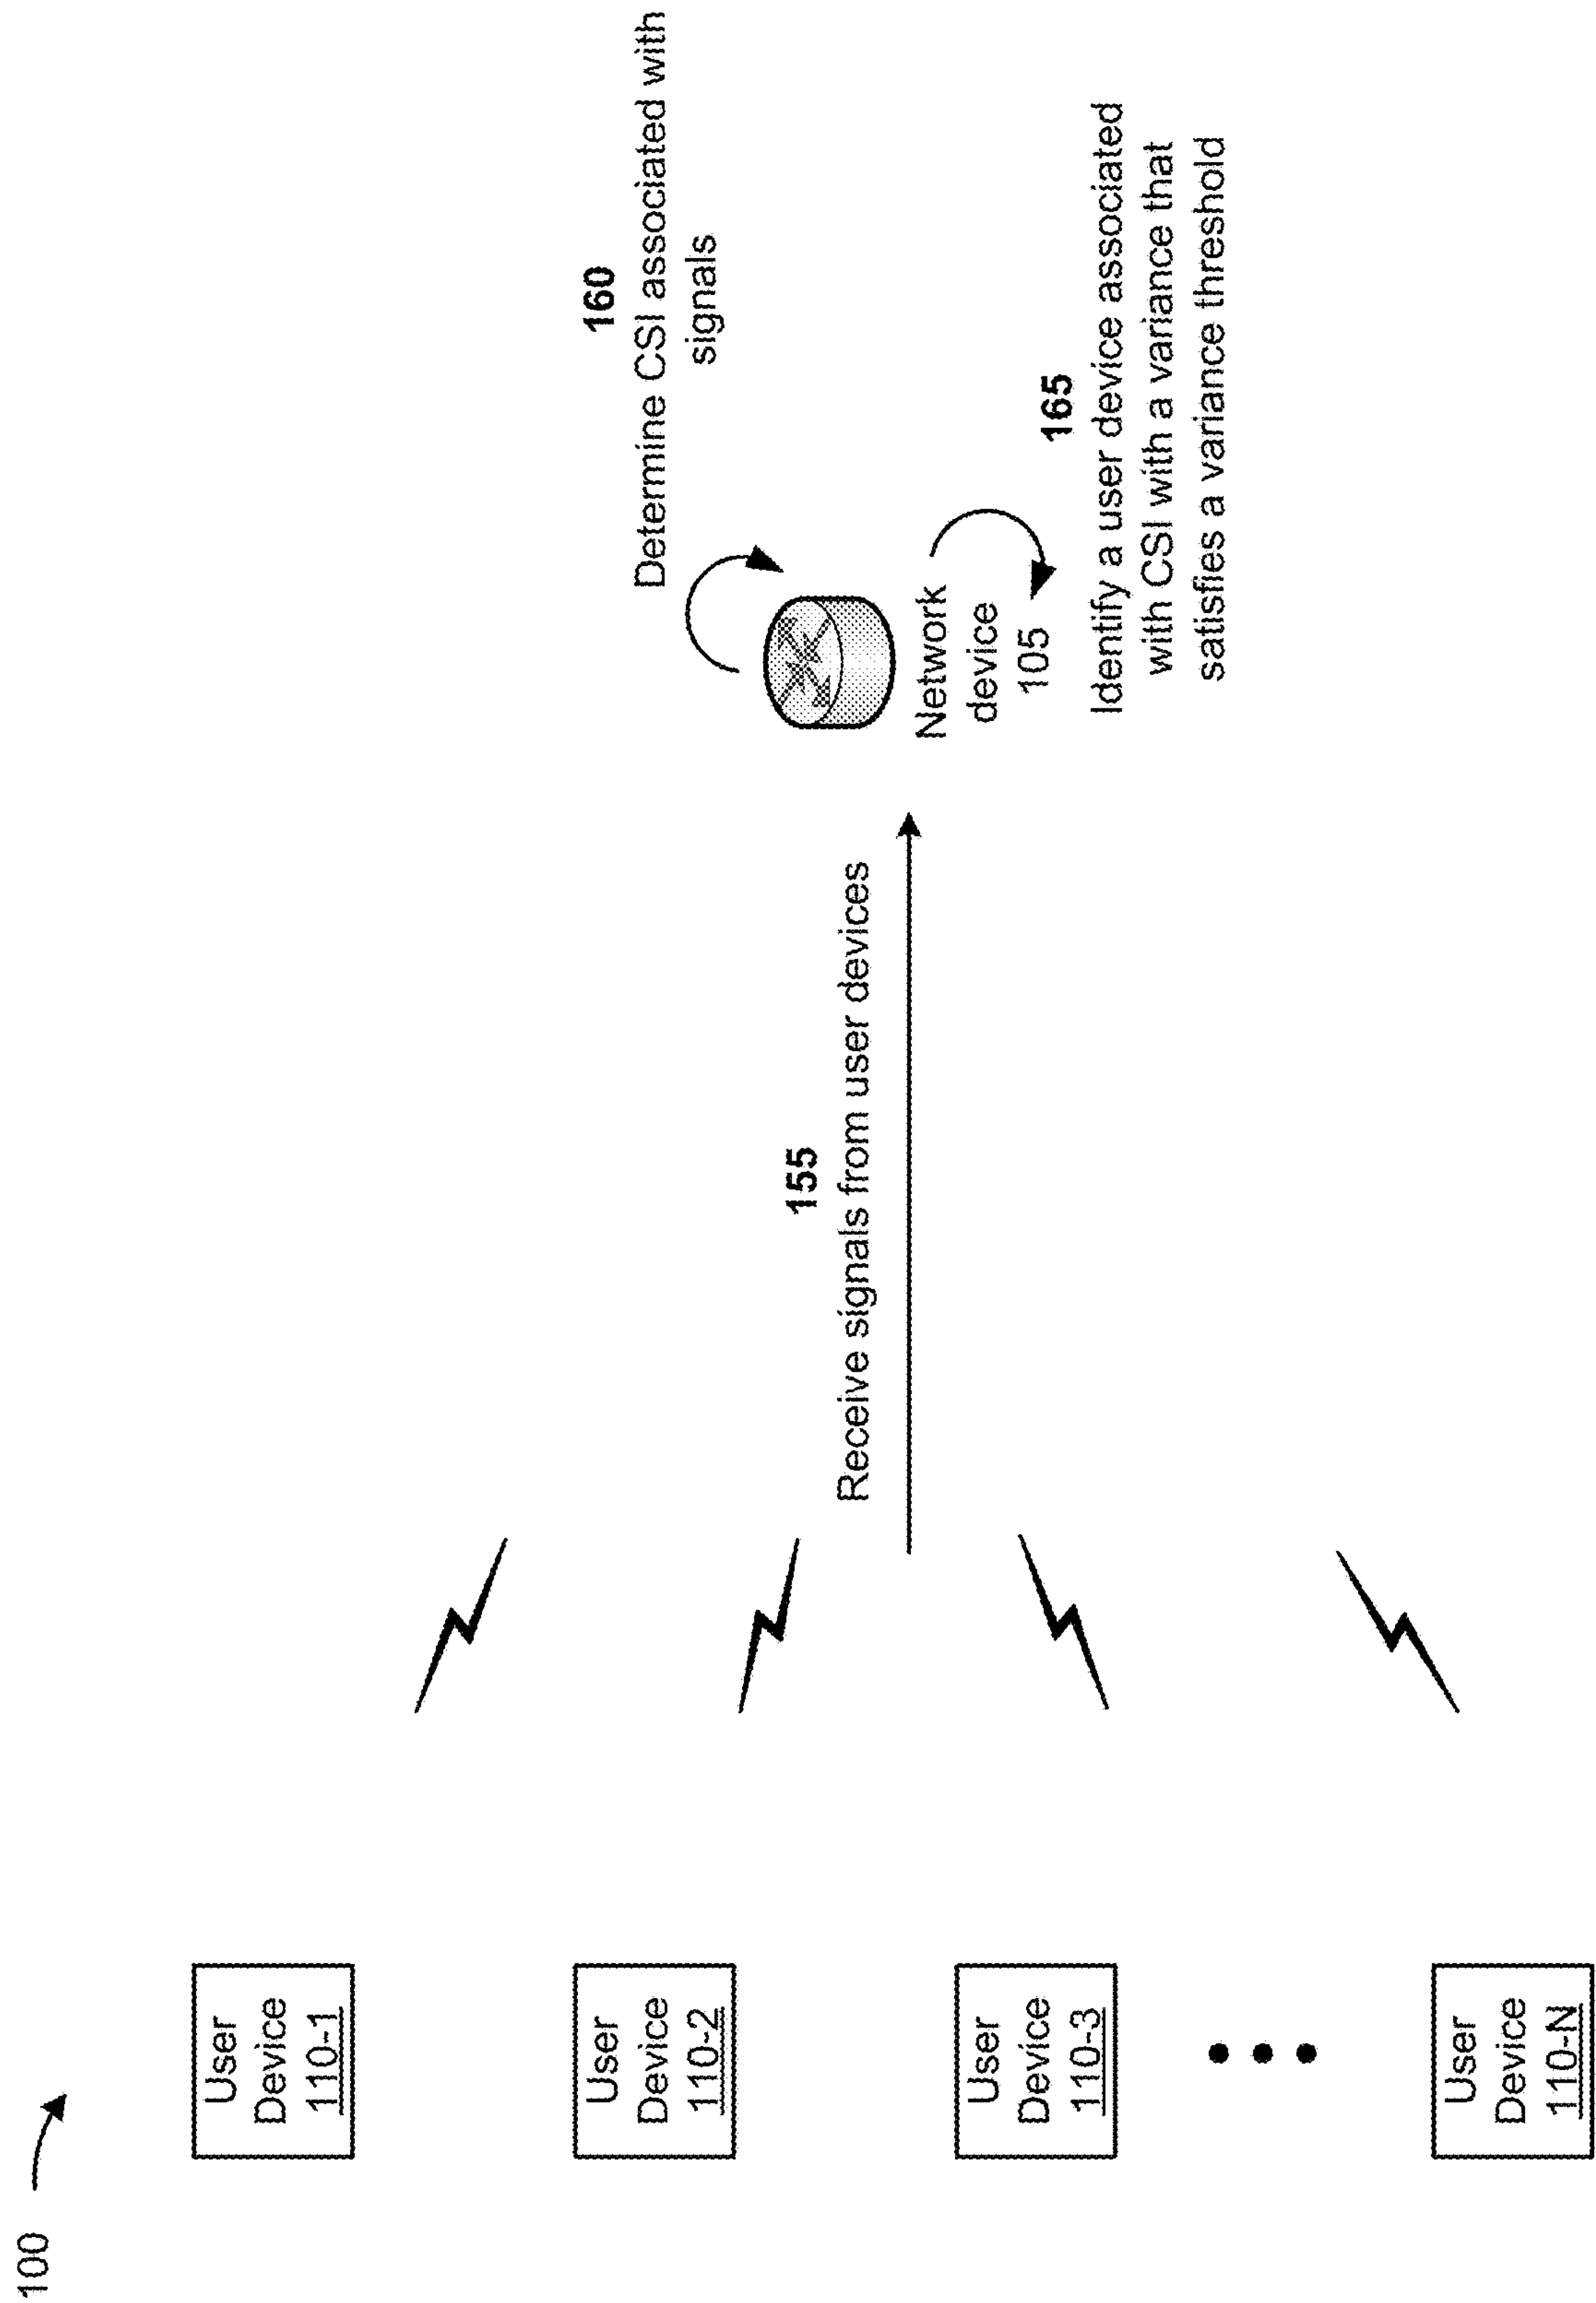 100
User
Device
110-1
User
Device
110-2
User
Device
110-3
User
Device
110-N
155
Receive signals from user devices
160
Determine CSI associated with
signals
Network
device
105
165
Identify a user device associated
with CSI with a variance that
satisfies a variance threshold